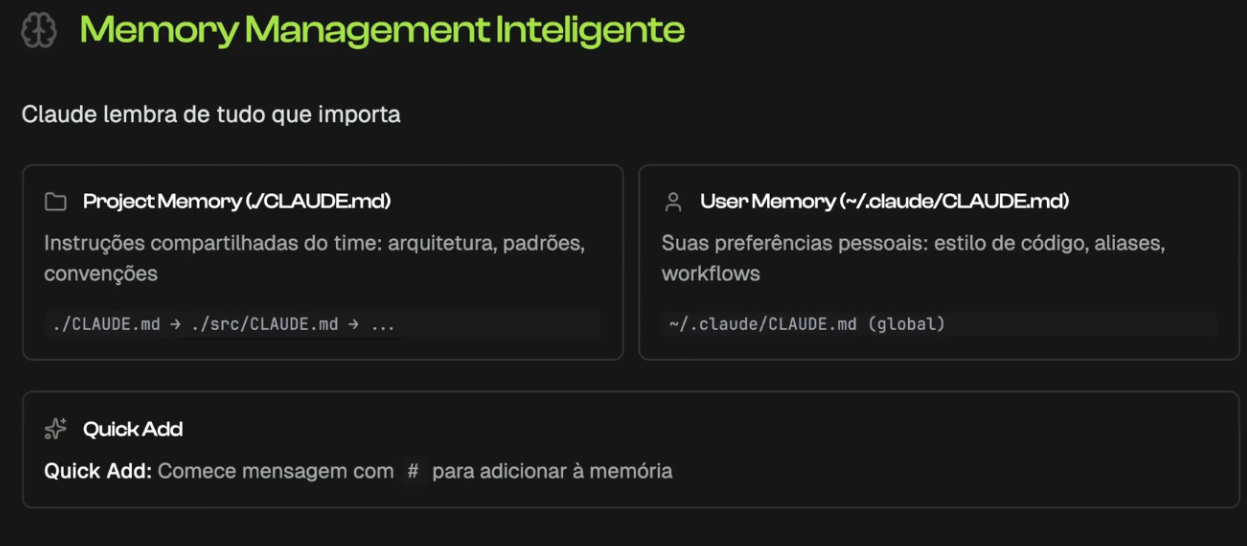 Memory Management Inteligente
Claude lembra de tudo que importa
Project Memory (./CLAUDE.md)
Instruções compartilhadas do time: arquitetura, padrões,
convenções
./CLAUDE.md → ./src/CLAUDE.md → ...
User Memory (~/.claude/CLAUDE.md)
Suas preferências pessoais: estilo de código, aliases,
workflows
~/.claude/CLAUDE.md (global)
Quick Add
Quick Add: Comece mensagem com # para adicionar à memória